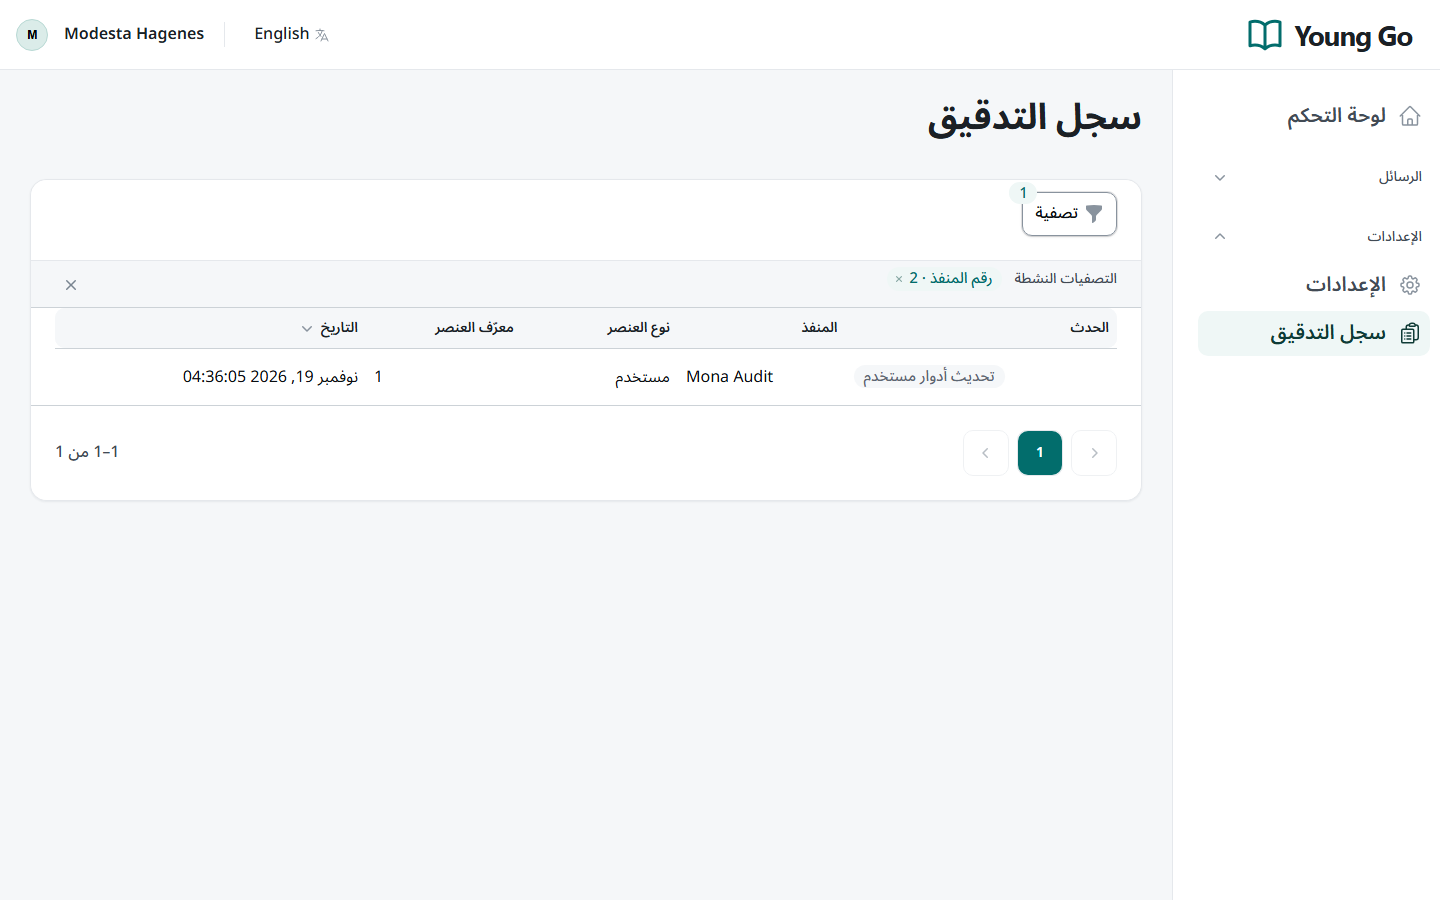 Young Go
English
Modesta Hagenes
M
لوحة التحكم
الرسائل
الإعدادات
الإعدادات
سجل التدقيق
سجل التدقيق
تصفية
1
التصفيات النشطة
رقم المنفذ · 2 ×
الحدث
المنفذ
نوع العنصر
معرّف العنصر
التاريخ
تحديث أدوار مستخدم
Mona Audit
مستخدم
1
نوفمبر 19, 2026 04:36:05
1
1–1 من 1